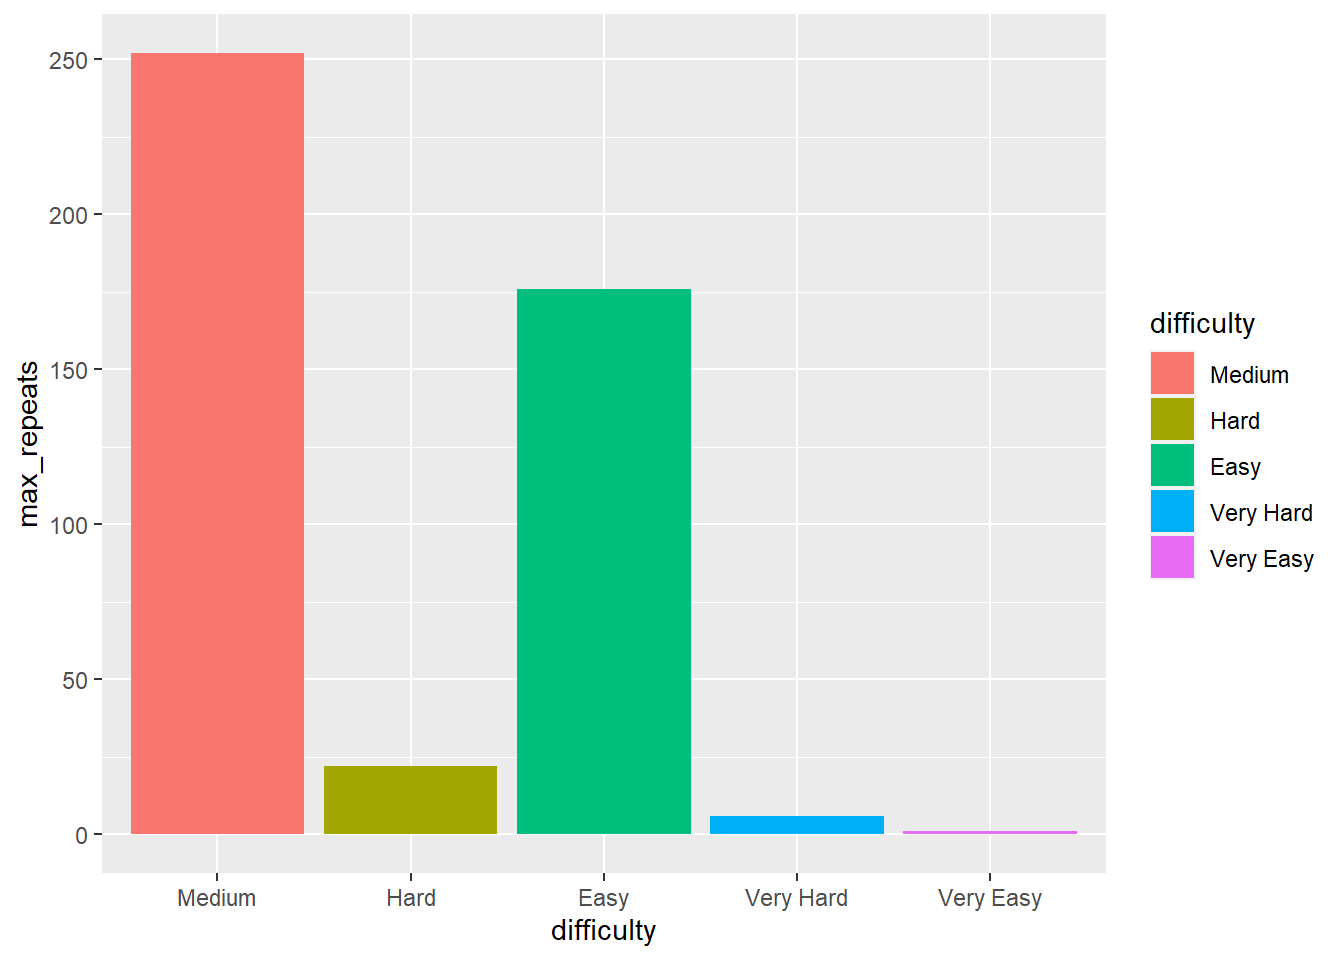 max_repeats
250
200
150
100
50
0
Medium
Hard
Easy
Very Hard
Very Easy
difficulty
difficulty
Medium
Hard
Easy
Very Hard
Very Easy